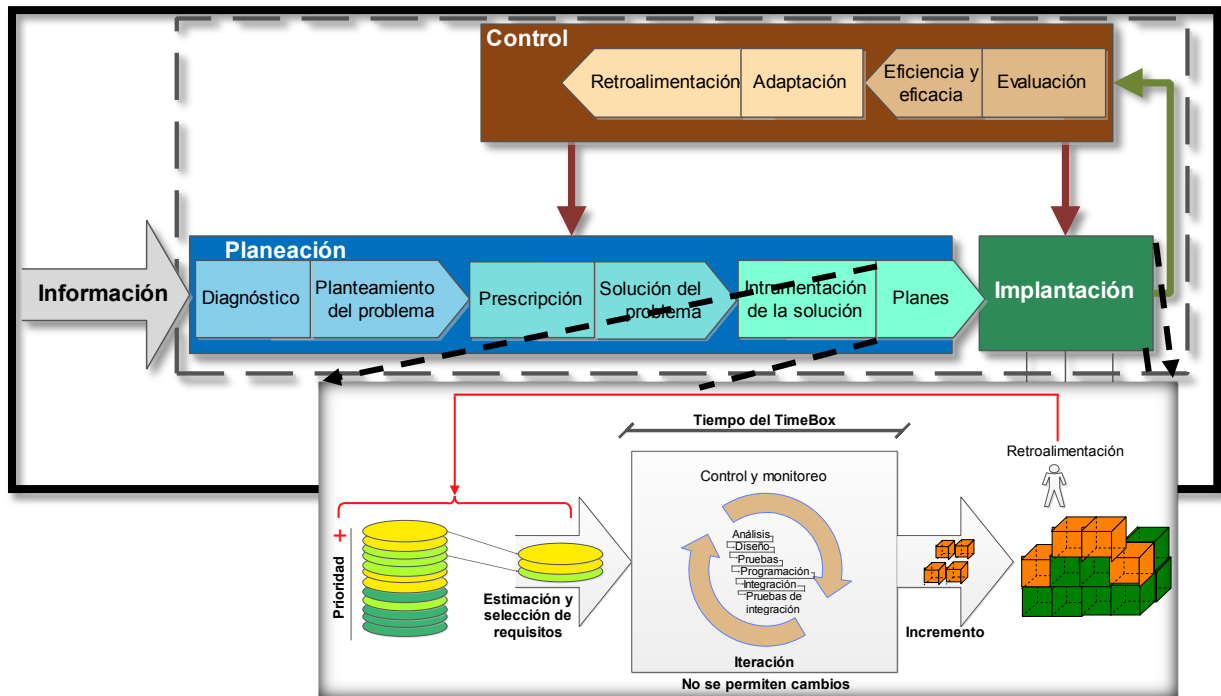 Control
Retroalimentación
Adaptación
Eficiencia y
eficacia
Evaluación
Información
Planeación
Diagnóstico
Planteamiento
del problema
Prescripción
Solución del
problema
Intrumentación
de la solución
Planes
Implantación
Tiempo del TimeBox
Retroalimentación
Control y monitoreo
Prioridad
+
Análisis
Diseño
Pruebas
Programación
Integración
Pruebas de
integración
Estimación y
selección de
requisitos
Incremento
Iteración
No se permiten cambios